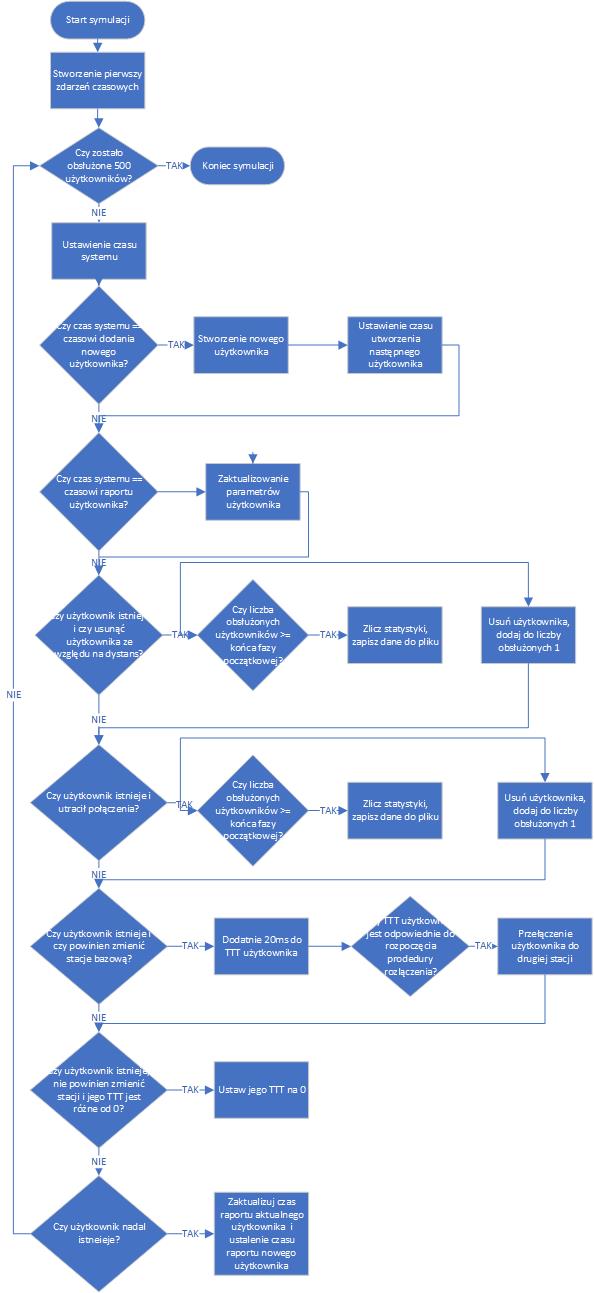 Start symulacji
Stworzenie pierwszy
zdarzeń czasowych
Czy zostało
obsłużone 500
użytkowników?
TAK
Koniec symulacji
NIE
Ustawienie czasu
systemu
Czy czas systemu ==
czasowi dodania
nowego
użytkownika?
TAK
Stworzenie nowego
użytkownika
Ustawienie czasu
utworzenia
następnego
użytkownika
NIE
Czy czas systemu ==
czasowi raportu
użytkownika?
Zaktualizowanie
parametrów
użytkownika
NIE
Czy użytkownik istnieje
i czy usunąć
użytkownika ze
względu na dystans?
TAK
Czy liczba
obsłużonych
użytkowników >=
końca fazy
początkowej?
TAK
Zlicz statystyki,
zapisz dane do pliku
Usuń użytkownika,
dodaj do liczby
obsłużonych 1
NIE
NIE
Czy użytkownik istnieje i
utracił połączenia?
TAK
Czy liczba
obsłużonych
użytkowników >=
końca fazy
początkowej?
TAK
Zlicz statystyki,
zapisz dane do pliku
Usuń użytkownika,
dodaj do liczby
obsłużonych 1
NIE
Czy użytkownik istnieje i
czy powinien zmienić
stacje bazową?
TAK
Dodatnie 20ms do
TTT użytkownika
TTT użytkownika
jest odpowiednie do
rozpoczęcia
prodedury
rozłączenia?
TAK
Przełączenie
użytkownika do
drugiej stacji
NIE
Czy użytkownik istnieje,
nie powinien zmienić
stacji i jego TTT jest
różne od 0?
TAK
Ustaw jego TTT na 0
NIE
Czy użytkownik nadal
istneieje?
TAK
Zaktualizuj czas
raportu aktualnego
użytkownika i
ustalenie czasu
raportu nowego
użytkownika